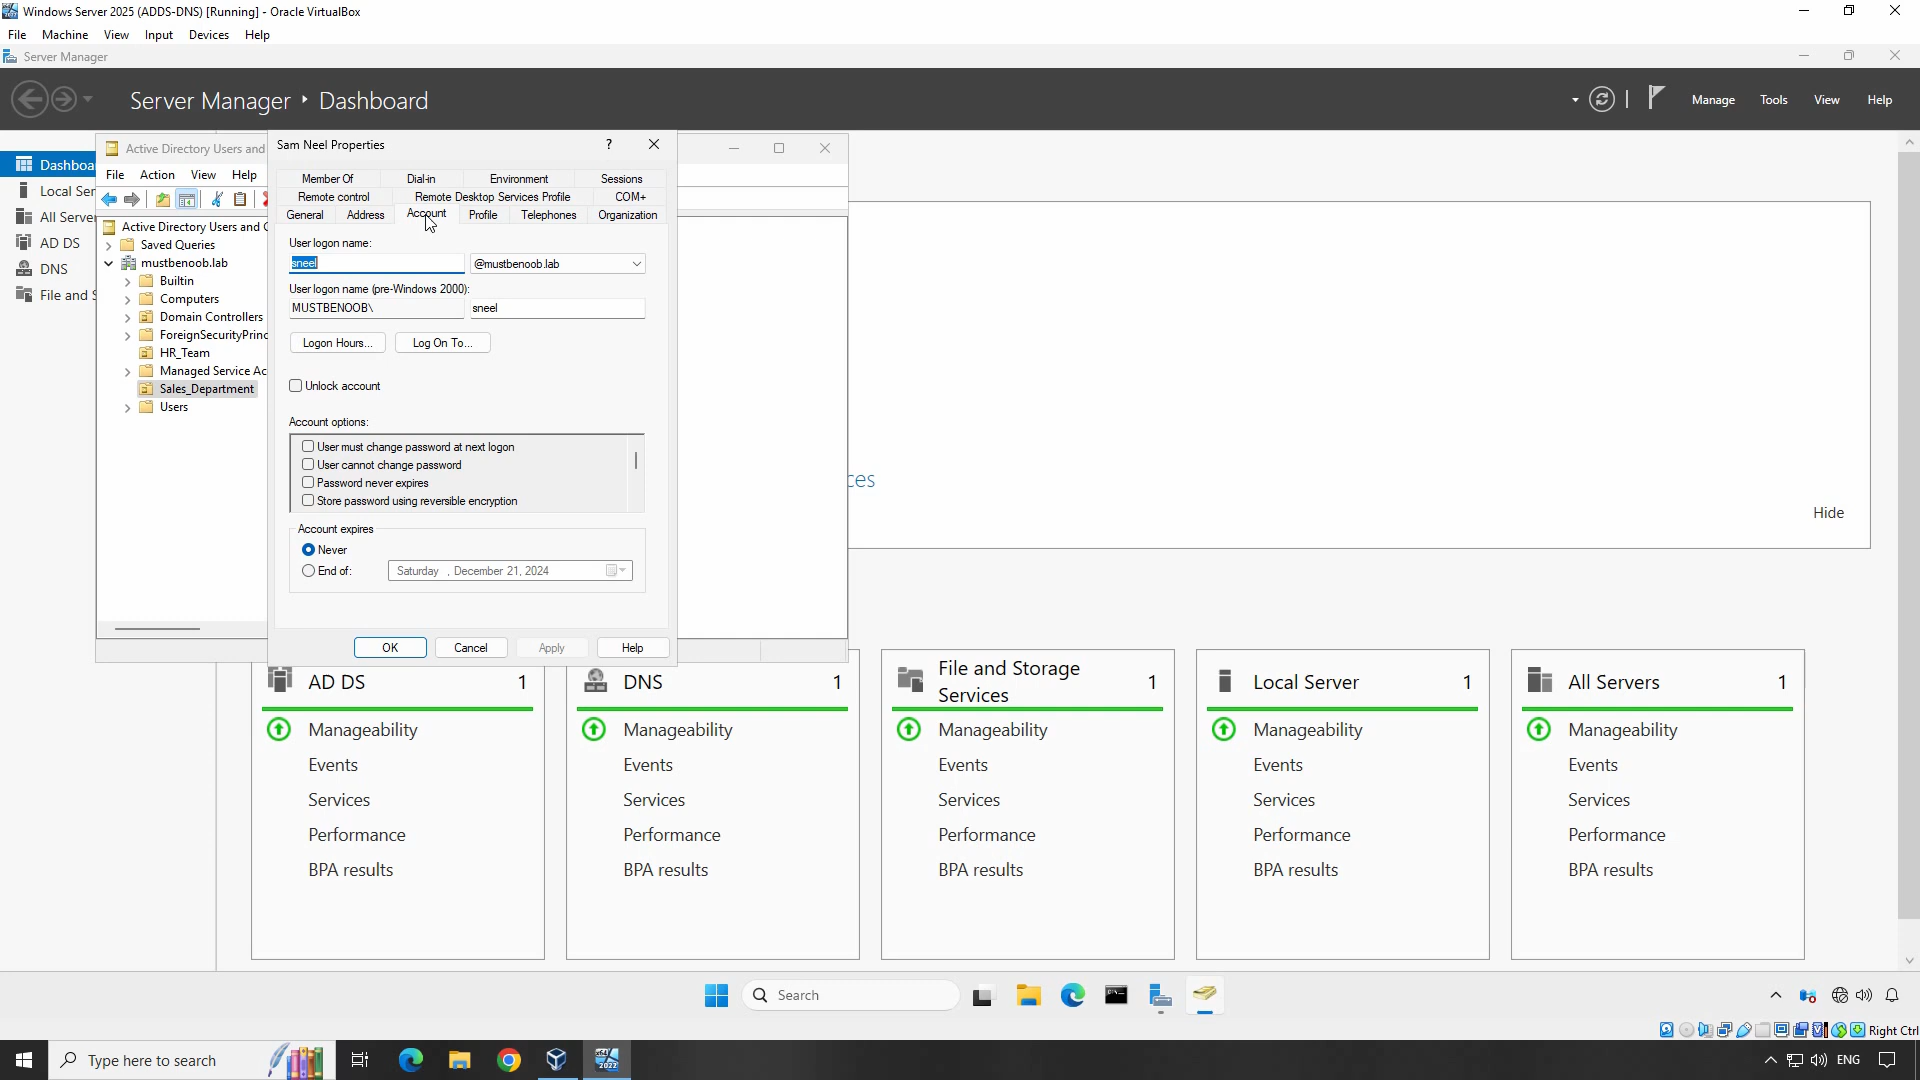 Windows Server 2025 (ADDS-DNS) [Running] - Oracle VirtualBox
File Machine View Input Devices Help
Server Manager
Server Manager Dashboard
Manage Tools View Help
Dashboa
Local Ser
All Server
AD DS
DNS
File and S
Active Directory Users and
File Action View Help
Active Directory Users and C
Saved Queries
mustbenoob.lab
Builtin
Computers
Domain Controllers
ForeignSecurityPrinc
HR_Team
Managed Service Ac
Sales_Department
Users
Sam Neel Properties ?
Member Of Dial-in Environment Sessions
Remote control Remote Desktop Services Profile COM+
General Address Account Profile Telephones Organization
User logon name:
sneel @mustbenoob.lab
User logon name (pre-Windows 2000):
MUSTBENOOB\ sneel
Logon Hours... Log On To...
Unlock account
Account options:
User must change password at next logon
User cannot change password
Password never expires
Store password using reversible encryption
Account expires
Never
End of: Saturday , December 21, 2024
OK Cancel Apply Help
ces
Hide
AD DS 1
Manageability
Events
Services
Performance
BPA results
DNS 1
Manageability
Events
Services
Performance
BPA results
File and Storage
Services 1
Manageability
Events
Services
Performance
BPA results
Local Server 1
Manageability
Events
Services
Performance
BPA results
All Servers 1
Manageability
Events
Services
Performance
BPA results
Search
Right Ctrl
Type here to search
ENG